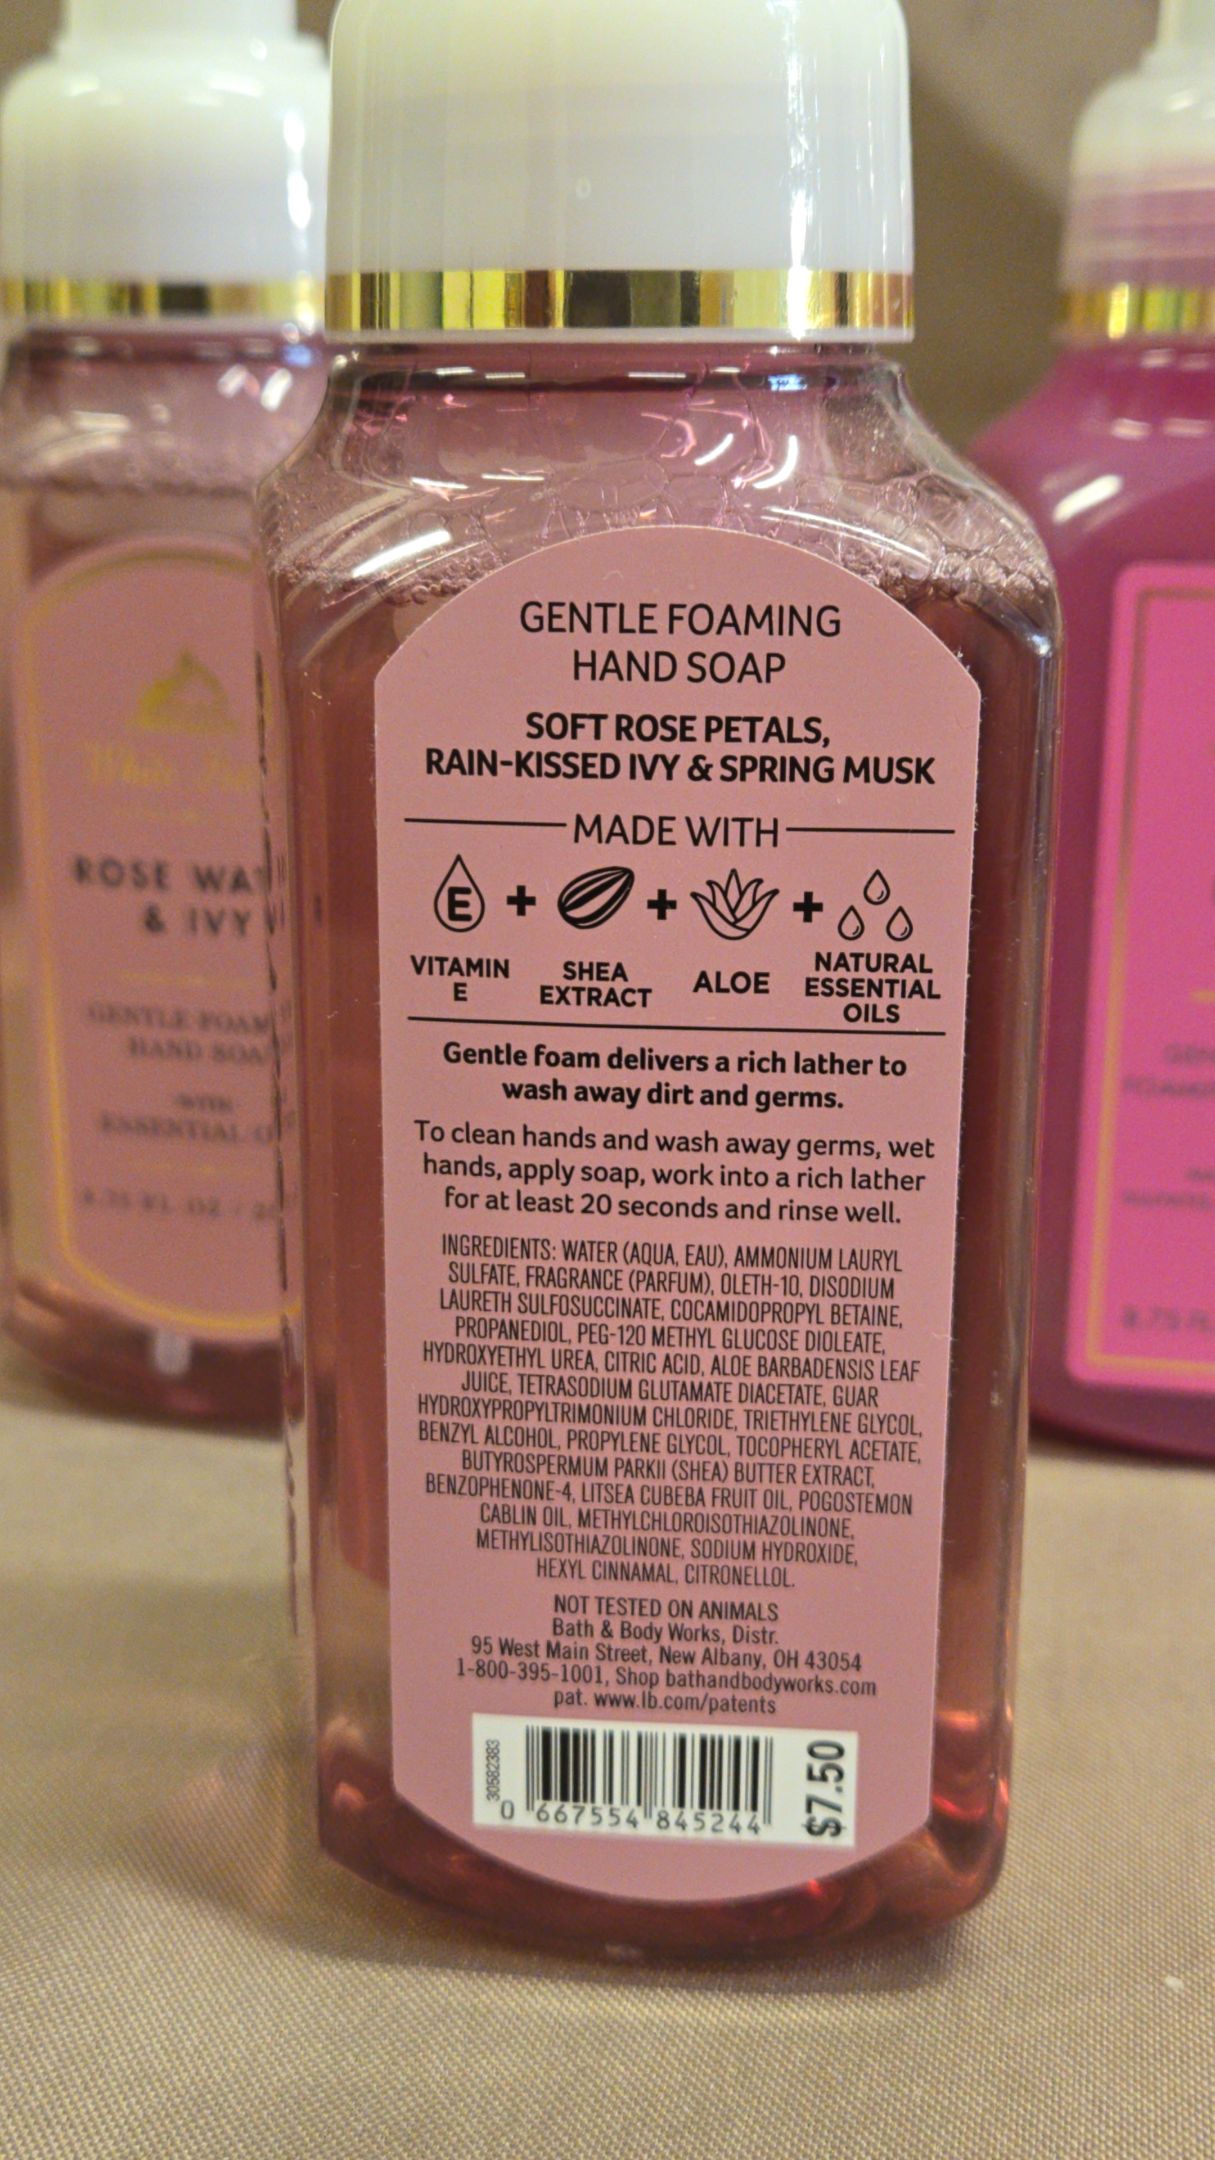 GENTLE FOAMING
HAND SOAP
SOFT ROSE PETALS,
RAIN-KISSED IVY & SPRING MUSK
MADE WITH
E + + +
VITAMIN
E
SHEA
EXTRACT
ALOE
NATURAL
ESSENTIAL
OILS
Gentle foam delivers a rich lather to
wash away dirt and germs.
To clean hands and wash away germs, wet
hands, apply soap, work into a rich lather
for at least 20 seconds and rinse well.
INGREDIENTS: WATER (AQUA, EAU), AMMONIUM LAURYL
SULFATE, FRAGRANCE (PARFUM), OLETH-10, DISODIUM
LAURETH SULFOSUCCINATE, COCAMIDOPROPYL BETAINE,
PROPANEDIOL, PEG-120 METHYL GLUCOSE DIOLEATE,
HYDROXYETHYL UREA, CITRIC ACID, ALOE BARBADENSIS LEAF
JUICE, TETRASODIUM GLUTAMATE DIACETATE, GUAR
HYDROXYPROPYLTRIMONIUM CHLORIDE, TRIETHYLENE GLYCOL,
BENZYL ALCOHOL, PROPYLENE GLYCOL, TOCOPHERYL ACETATE,
BUTYROSPERMUM PARKII (SHEA) BUTTER EXTRACT,
BENZOPHENONE-4, LITSEA CUBEBA FRUIT OIL, POGOSTEMON
CABLIN OIL, METHYLCHLOROISOTHIAZOLINONE,
METHYLISOTHIAZOLINONE, SODIUM HYDROXIDE,
HEXYL CINNAMAL, CITRONELLOL.
NOT TESTED ON ANIMALS
Bath & Body Works, Distr.
95 West Main Street, New Albany, OH 43054
1-800-395-1001, Shop bathandbodyworks.com
pat. www.lb.com/patents
30582383
0 667554 845244
$7.50
ROSE WA
& IVY
GENTLE FOAM
HAND SOA
WITH
ESSENTIAL O